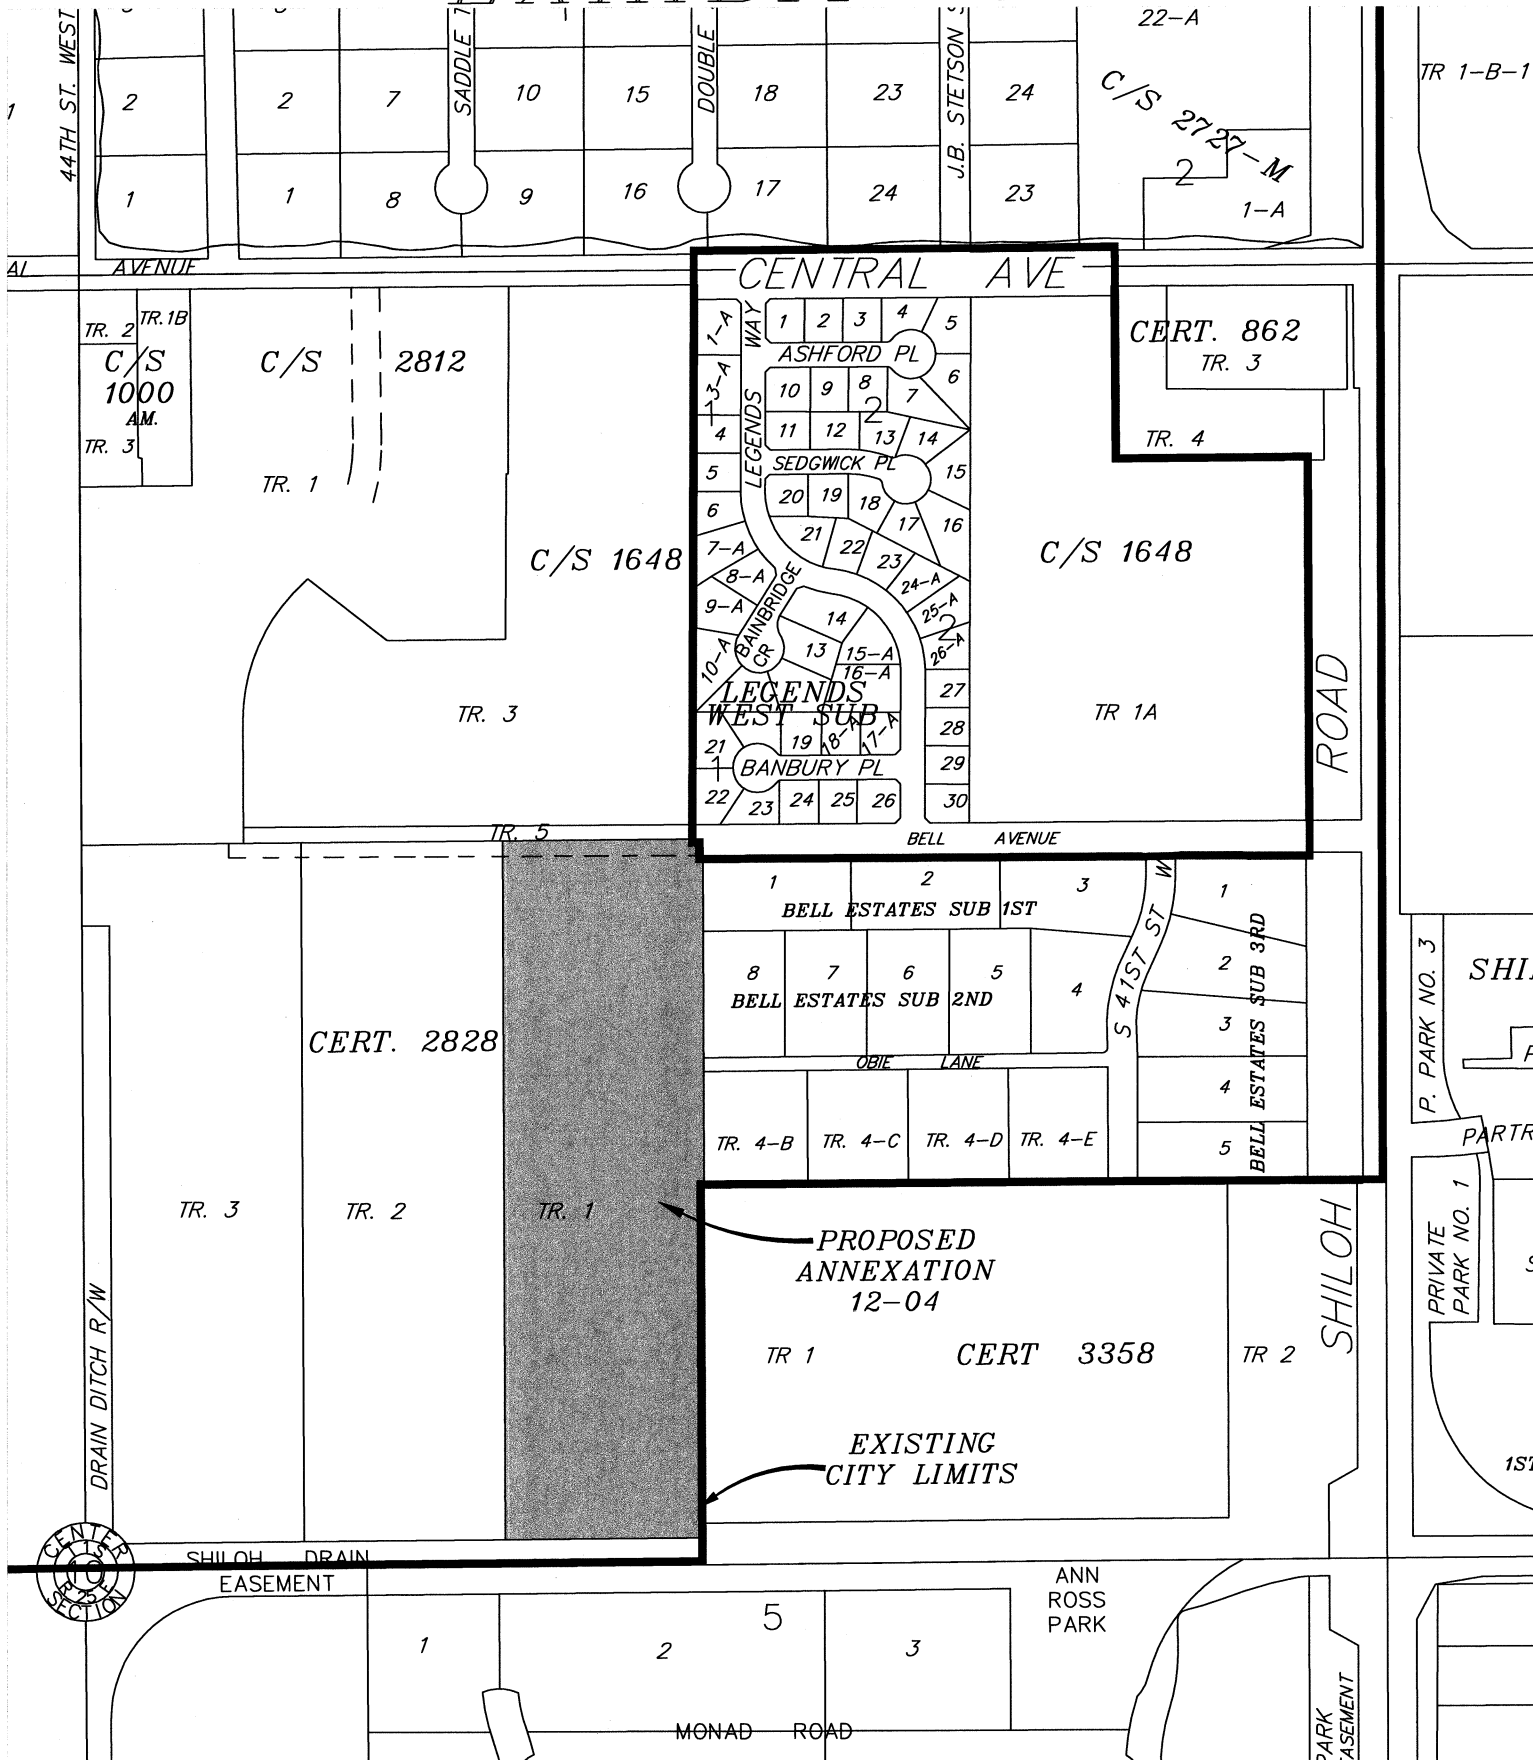 22-A
TR 1-B-1
44TH ST. WEST
2
2
7
SADDLE
10
15
DOUBLE
18
23
J.B. STETSON
24
C/S 2727-M
1
1
8
9
16
17
24
23
2
1-A
AVENUE
CENTRAL AVE
TR. 2
TR.1B
C/S
1000
AM.
TR. 3
C/S 2812
TR. 1
C/S 1648
TR. 3
TR. 5
1-A
3-A
1
4
5
6
7-A
8-A
9-A
10-A
LEGENDS WAY
1
2
3
4
5
ASHFORD PL
6
10
9
8
7
2
11
12
13
14
SEDGWICK PL
15
20
19
18
17
16
21
22
23
24-A
25-A
2
26-A
BAINBRIDGE
CR
14
13
15-A
16-A
27
LEGENDS
WEST SUB
28
21
19
18-A
17-A
1
BANBURY PL
29
22
23
24
25
26
30
CERT. 862
TR. 3
TR. 4
C/S 1648
TR 1A
ROAD
BELL AVENUE
1
2
3
BELL ESTATES SUB 1ST
S 41ST ST W
1
8
7
6
5
4
BELL ESTATES SUB 2ND
2
3
4
5
BELL ESTATES SUB 3RD
OBIE LANE
TR. 4-B
TR. 4-C
TR. 4-D
TR. 4-E
P. PARK NO. 3
CERT. 2828
TR. 3
TR. 2
TR. 1
PROPOSED
ANNEXATION
12-04
TR 1
CERT 3358
TR 2
SHILOH
PRIVATE
PARK NO. 1
EXISTING
CITY LIMITS
DRAIN DITCH R/W
CENTER
SECTION
10
SHILOH DRAIN
EASEMENT
ANN
ROSS
PARK
5
1
2
3
MONAD ROAD
PARK